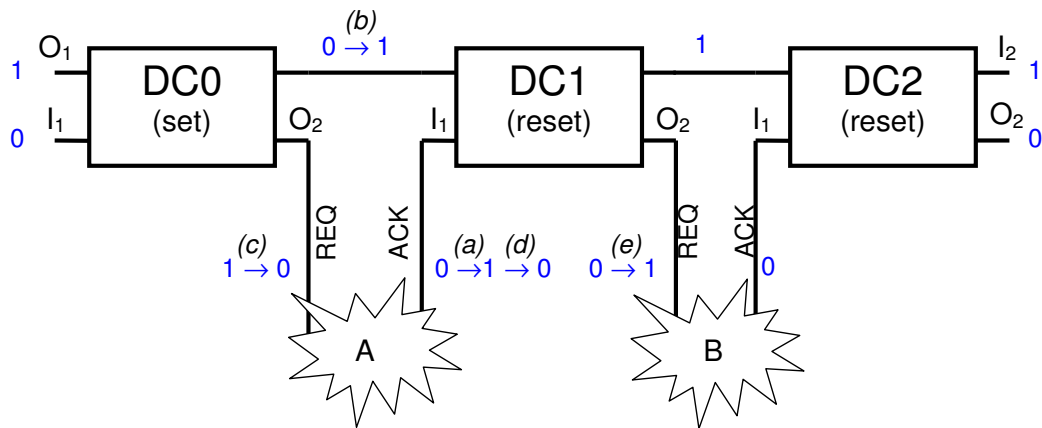 (b)
0 → 1
1
O₁
1
I₁
0
DC0
(set)
O₂
I₁
DC1
(reset)
O₂
I₁
DC2
(reset)
I₂
1
O₂
0
REQ
ACK
REQ
ACK
(c)
1 → 0
(a) (d)
0 →1 → 0
(e)
0 → 1
0
A
B